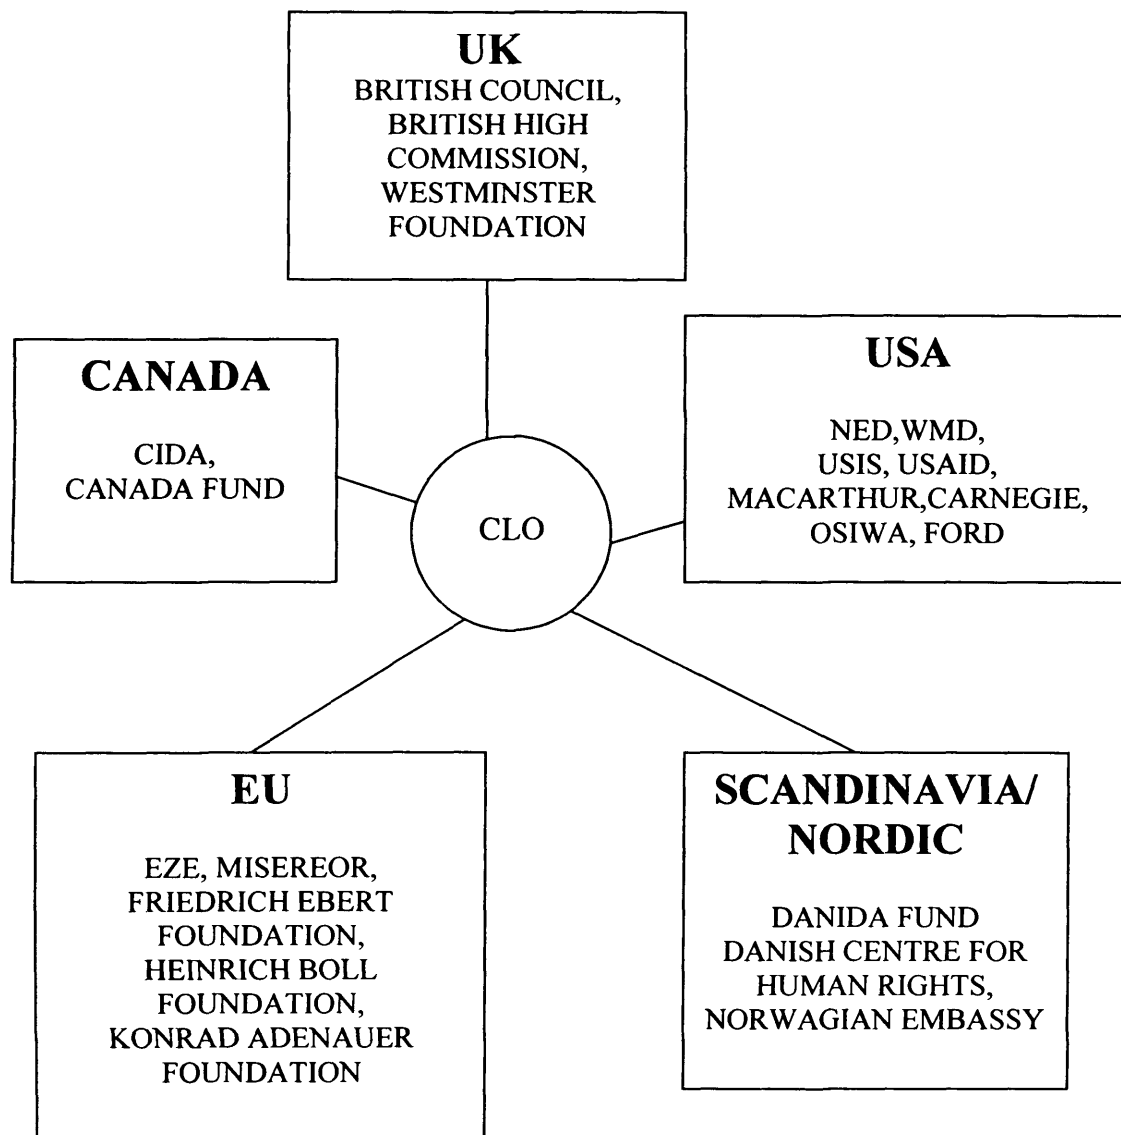 UK
BRITISH COUNCIL,
BRITISH HIGH
COMMISSION,
WESTMINSTER
FOUNDATION
CANADA
CIDA,
CANADA FUND
USA
NED,WMD,
USIS, USAID,
MACARTHUR,CARNEGIE,
OSIWA, FORD
CLO
EU
EZE, MISEREOR,
FRIEDRICH EBERT
FOUNDATION,
HEINRICH BOLL
FOUNDATION,
KONRAD ADENAUER
FOUNDATION
SCANDINAVIA/
NORDIC
DANIDA FUND
DANISH CENTRE FOR
HUMAN RIGHTS,
NORWAGIAN EMBASSY